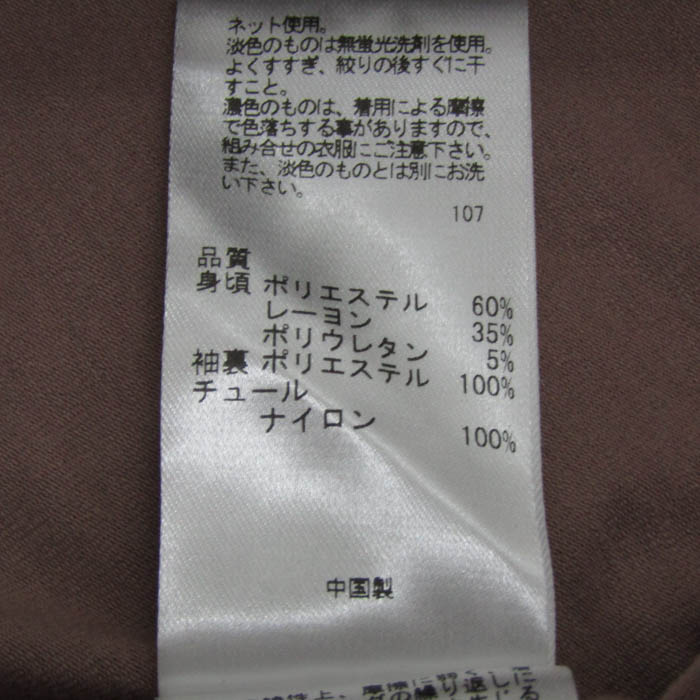 ネット使用。
淡色のものは無蛍光洗剤を使用。
よくすすぎ、絞りの後すぐに干
すこと。
濃色のものは、着用による摩擦
で色落ちする事がありますので、
組み合せの衣服にご注意下さい。
また、淡色のものとは別にお洗
い下さい。
107
品質
身頃 ポリエステル 60%
レーヨン 35%
ポリウレタン 5%
袖裏 ポリエステル 100%
チュール
ナイロン 100%
中国製